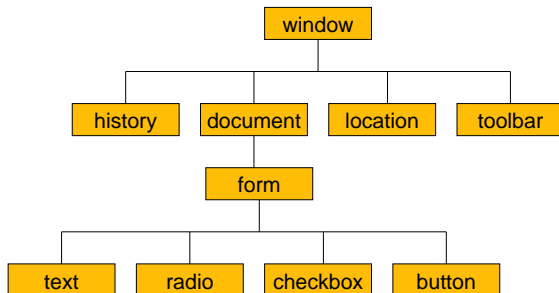 window
history document location toolbar
form
text radio checkbox button